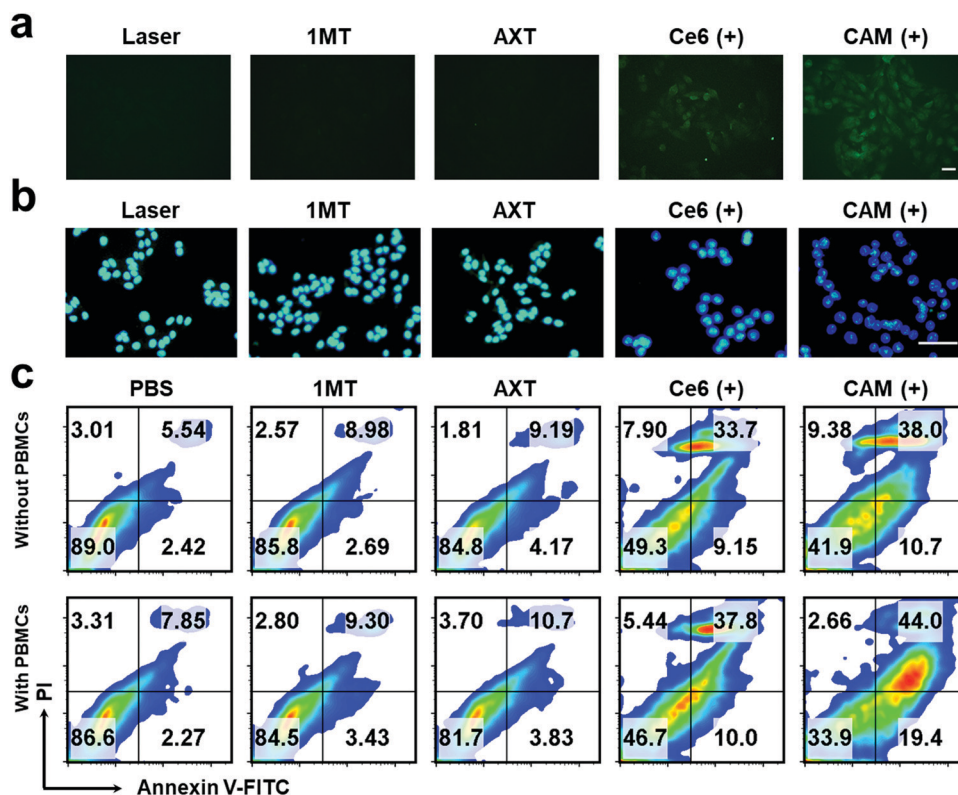 a
Laser 1MT AXT Ce6 (+) CAM (+)
b
Laser 1MT AXT Ce6 (+) CAM (+)
c
PBS 1MT AXT Ce6 (+) CAM (+)
Without PBMCs
3.01 5.54 2.57 8.98 1.81 9.19 7.90 33.7 9.38 38.0
89.0 2.42 85.8 2.69 84.8 4.17 49.3 9.15 41.9 10.7
With PBMCs
3.31 7.85 2.80 9.30 3.70 10.7 5.44 37.8 2.66 44.0
86.6 2.27 84.5 3.43 81.7 3.83 46.7 10.0 33.9 19.4
PI
Annexin V-FITC